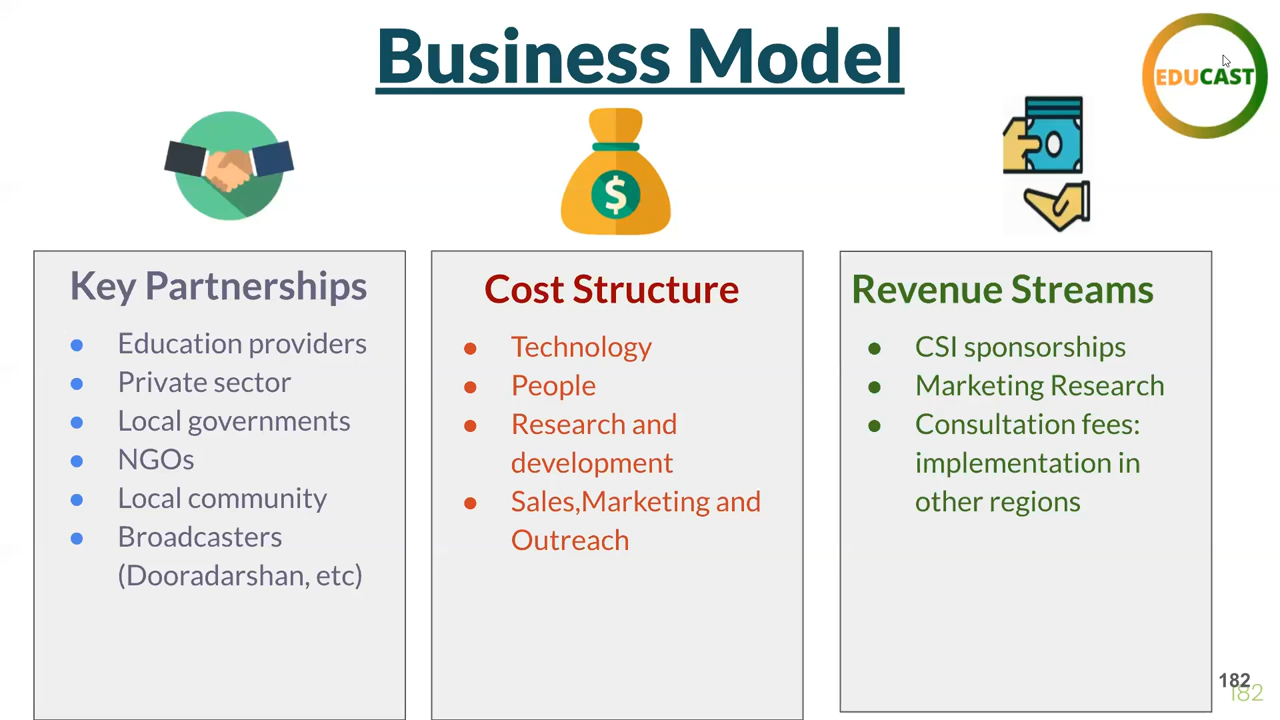 Business Model
EDUCAST
$
Key Partnerships
● Education providers
● Private sector
● Local governments
● NGOs
● Local community
● Broadcasters
(Dooradarshan, etc)
Cost Structure
● Technology
● People
● Research and
development
● Sales,Marketing and
Outreach
Revenue Streams
● CSI sponsorships
● Marketing Research
● Consultation fees:
implementation in
other regions
182
182